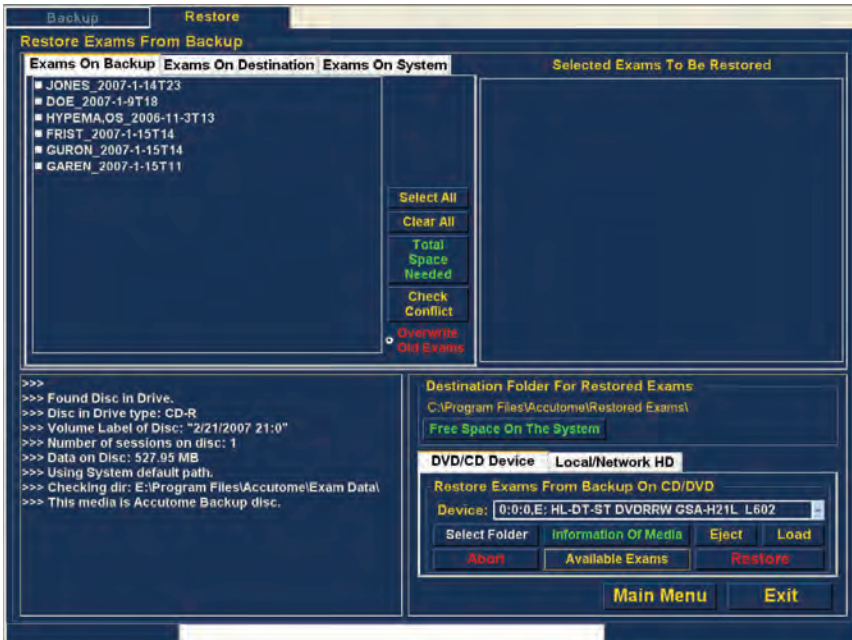 Backup Restore
Restore Exams From Backup
Exams On Backup Exams On Destination Exams On System
JONES_2007-1-14T23
DOE_2007-1-9T18
HYPEMA,OS_2006-11-3T13
FRIST_2007-1-15T14
GURON_2007-1-15T14
GAREN_2007-1-15T11
Select All
Clear All
Total
Space
Needed
Check
Conflict
Overwrite
Old Exams
Selected Exams To Be Restored
>>>
>>> Found Disc in Drive.
>>> Disc in Drive type: CD-R
>>> Volume Label of Disc: "2/21/2007 21:0"
>>> Number of sessions on disc: 1
>>> Data on Disc: 527.95 MB
>>> Using System default path.
>>> Checking dir: E:\Program Files\Accutome\Exam Data\
>>> This media is Accutome Backup disc.
Destination Folder For Restored Exams
C:\Program Files\Accutome\Restored Exams\
Free Space On The System
DVD/CD Device Local/Network HD
Restore Exams From Backup On CD/DVD
Device: 0:0:0,E: HL-DT-ST DVDRRW GSA-H21L L602
Select Folder Information Of Media Eject Load
Abort Available Exams Restore
Main Menu Exit